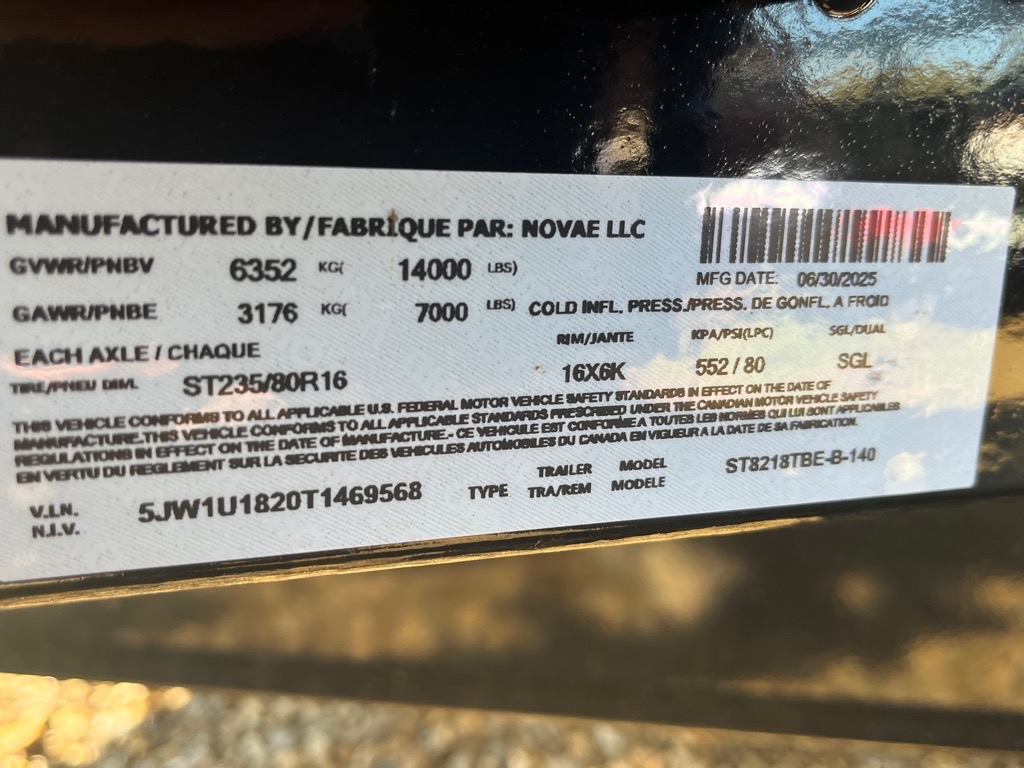 MANUFACTURED BY/FABRIQUE PAR: NOVAE LLC
MFG DATE: 06/30/2025
GVWR/PNBV 6352 KG( 14000 LBS)
GAWR/PNBE 3176 KG( 7000 LBS) COLD INFL. PRESS./PRESS. DE GONFL. A FROID
EACH AXLE / CHAQUE RIM/JANTE KPA/PSI(LPC) SGL/DUAL
TIRE/PNEU DIM. ST235/80R16 16X6K 552 / 80 SGL
THIS VEHICLE CONFORMS TO ALL APPLICABLE U.S. FEDERAL MOTOR VEHICLE SAFETY STANDARDS IN EFFECT ON THE DATE OF
MANUFACTURE.THIS VEHICLE CONFORMS TO ALL APPLICABLE STANDARDS PRESCRIBED UNDER THE CANADIAN MOTOR VEHICLE SAFETY
REGULATIONS IN EFFECT ON THE DATE OF MANUFACTURE.- CE VEHICULE EST CONFORME A TOUTES LES NORMES QUI LUI SONT APPLICABLES
EN VERTU DU REGLEMENT SUR LA SECURITE DES VEHICULES AUTOMOBILES DU CANADA EN VIGUEUR A LA DATE DE SA FABRICATION.
V.I.N. 5JW1U1820T1469568 TYPE TRAILER MODEL ST8218TBE-B-140
N.I.V. TRA/REM MODELE